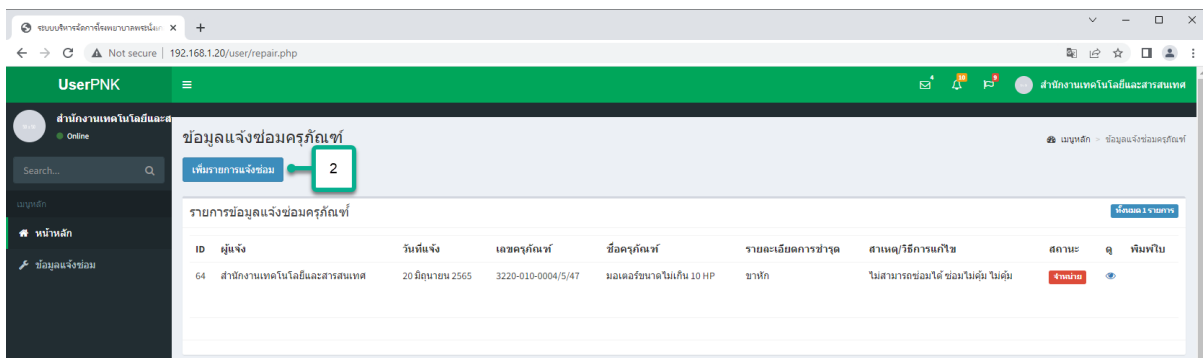 ระบบบริหารจัดการโรงพยาบาลพระนั่งเก
Not secure 192.168.1.20/user/repair.php
UserPNK
4 10 9 สำนักงานเทคโนโลยีและสารสนเทศ
สำนักงานเทคโนโลยีและส
Online
Search...
เมนูหลัก
หน้าหลัก
ข้อมูลแจ้งซ่อม
ข้อมูลแจ้งซ่อมครุภัณฑ์
เมนูหลัก > ข้อมูลแจ้งซ่อมครุภัณฑ์
เพิ่มรายการแจ้งซ่อม 2
รายการข้อมูลแจ้งซ่อมครุภัณฑ์ ทั้งหมด 1 รายการ
ID ผู้แจ้ง วันที่แจ้ง เลขครุภัณฑ์ ชื่อครุภัณฑ์ รายละเอียดการชำรุด สาเหตุ/วิธีการแก้ไข สถานะ ดู พิมพ์ใบ
64 สำนักงานเทคโนโลยีและสารสนเทศ 20 มิถุนายน 2565 3220-010-0004/5/47 มอเตอร์ขนาดไม่เกิน 10 HP ขาหัก ไม่สามารถซ่อมได้ ซ่อมไม่คุ้ม ไม่คุ้ม จำหน่าย